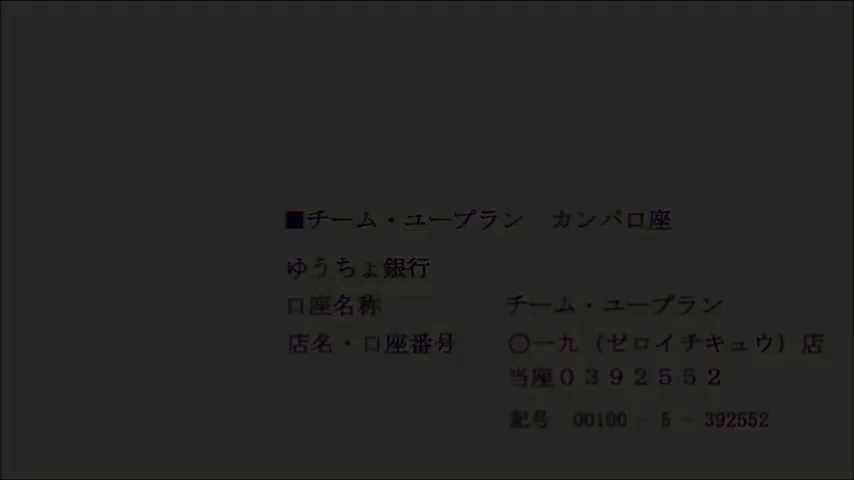 ■チーム・ユープラン　カンパ口座
ゆうちょ銀行
口座名称　チーム・ユープラン
店名・口座番号　〇一九（ゼロイチキュウ）店
当座０３９２５５２
記号　00100 - 5 - 392552